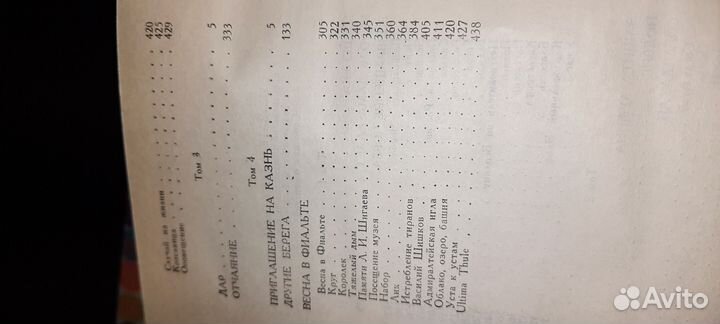 Случай из жизни . . . 420
Красавица . . . 425
Оповещение . . . 429
Том 3
ДАР . . . 5
ОТЧАЯНИЕ . . . 333
Том 4
ПРИГЛАШЕНИЕ НА КАЗНЬ . . . 5
ДРУГИЕ БЕРЕГА . . . 133
ВЕСНА В ФИАЛЬТЕ
Весна в Фиальте . . . 305
Круг . . . 322
Королек . . . 331
Тяжелый дым . . . 340
Памяти Л. И. Шигаева . . . 345
Посещение музея . . . 351
Набор . . . 360
Лик . . . 364
Истребление тиранов . . . 384
Василий Шишков . . . 405
Адмиралтейская игла . . . 411
Облако, озеро, башня . . . 420
Уста к устам . . . 427
Ultima Thule . . . 438
Avito